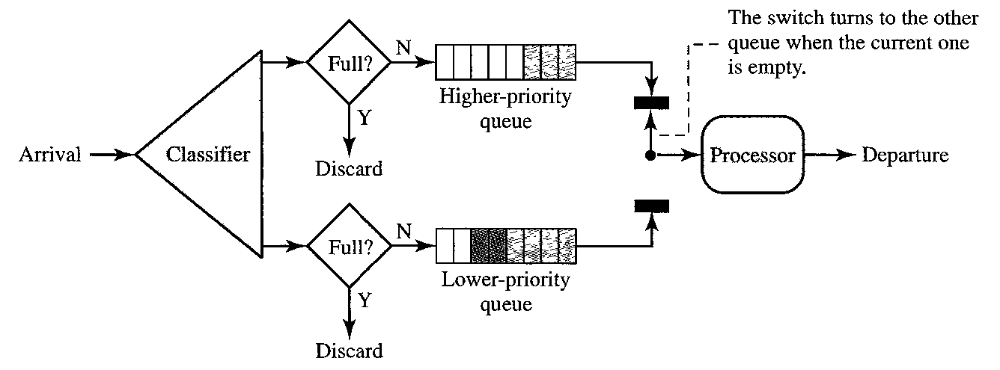 The switch turns to the other
queue when the current one
is empty.
Full?
N
Higher-priority
queue
Y
Discard
Arrival
Classifier
Processor
Departure
Full?
N
Lower-priority
queue
Y
Discard